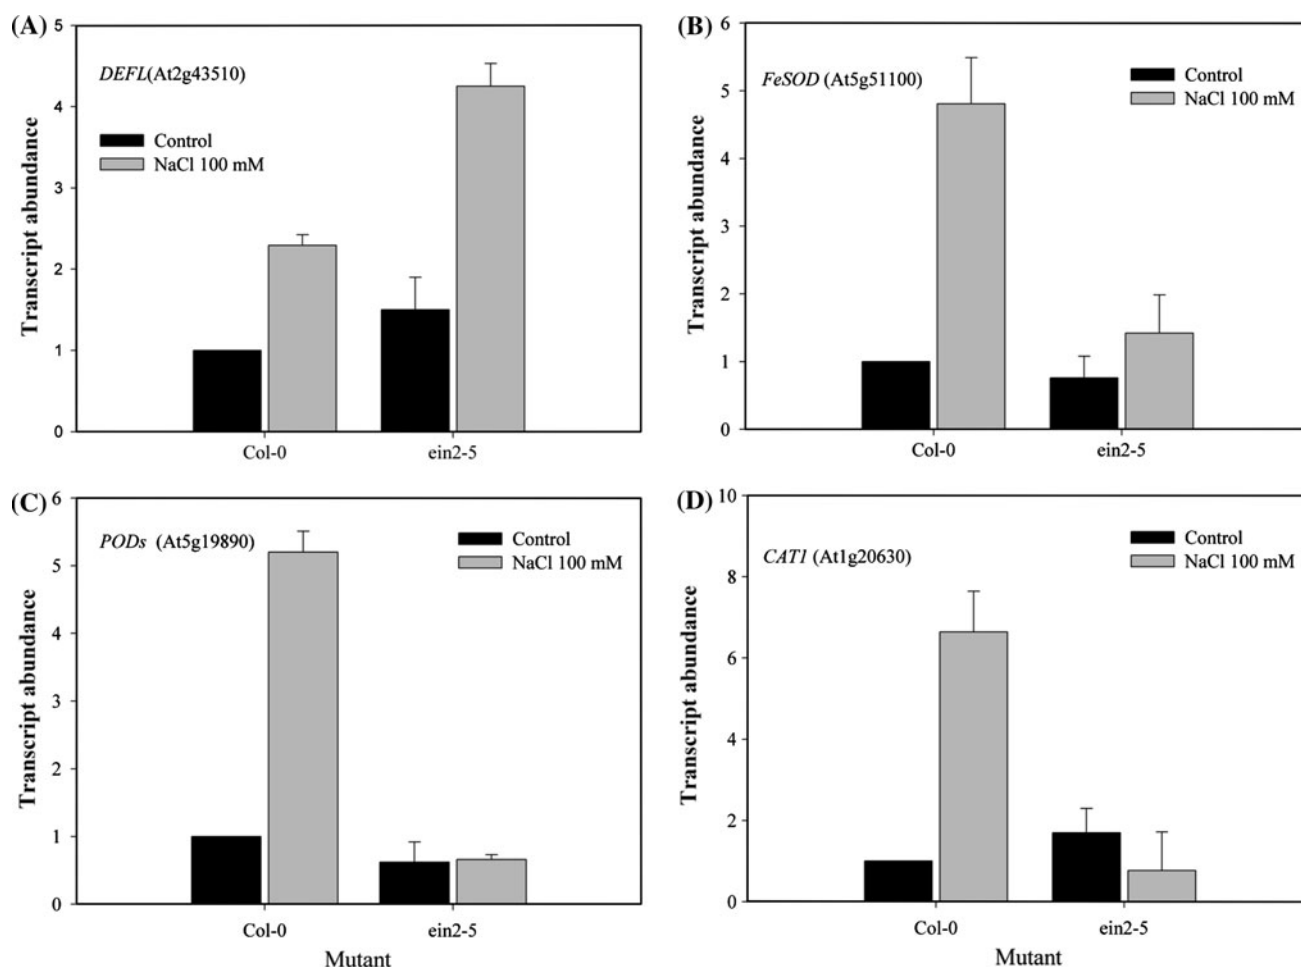 (A)
5
4
3
2
1
0
Transcript abundance
DEFL(At2g43510)
Control
NaCl 100 mM
Col-0
ein2-5
(B)
6
5
4
3
2
1
0
Transcript abundance
FeSOD (At5g51100)
Control
NaCl 100 mM
Col-0
ein2-5
(C)
6
5
4
3
2
1
0
Transcript abundance
PODs (At5g19890)
Control
NaCl 100 mM
Col-0
ein2-5
Mutant
(D)
10
8
6
4
2
0
Transcript abundance
CAT1 (At1g20630)
Control
NaCl 100 mM
Col-0
ein2-5
Mutant